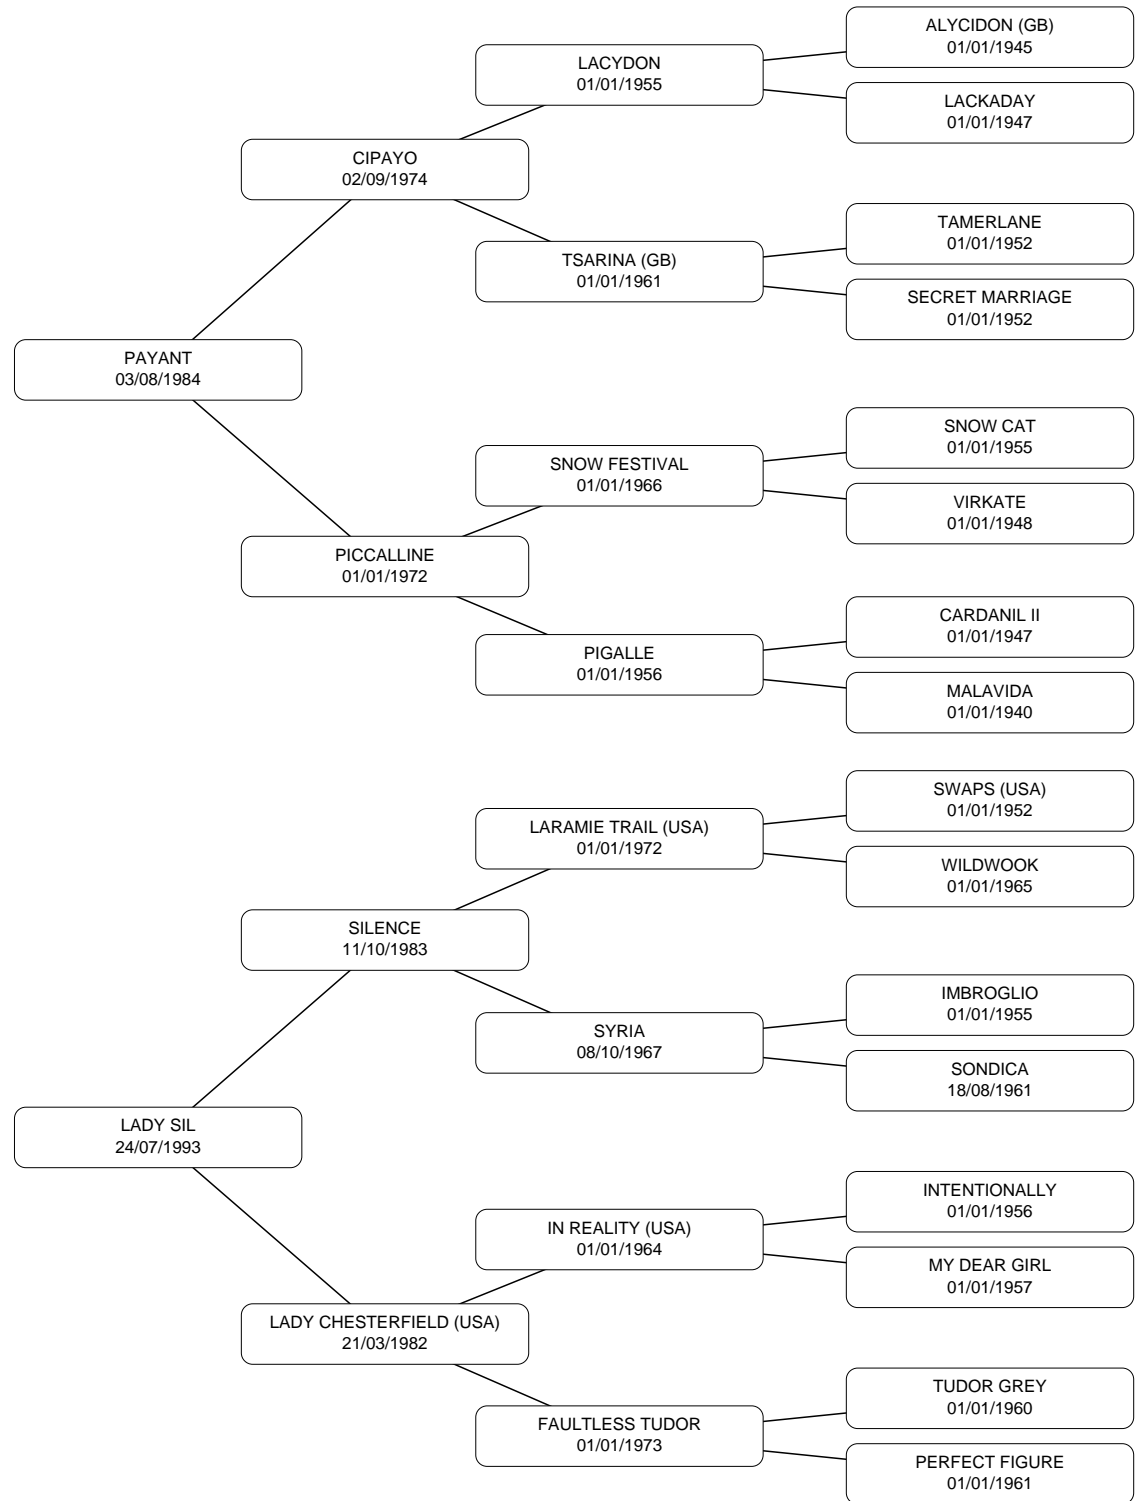 ALYCIDON (GB)
01/01/1945
LACYDON
01/01/1955
LACKADAY
01/01/1947
CIPAYO
02/09/1974
TAMERLANE
01/01/1952
TSARINA (GB)
01/01/1961
SECRET MARRIAGE
01/01/1952
PAYANT
03/08/1984
SNOW CAT
01/01/1955
SNOW FESTIVAL
01/01/1966
VIRKATE
01/01/1948
PICCALLINE
01/01/1972
CARDANIL II
01/01/1947
PIGALLE
01/01/1956
MALAVIDA
01/01/1940
SWAPS (USA)
01/01/1952
LARAMIE TRAIL (USA)
01/01/1972
WILDWOOK
01/01/1965
SILENCE
11/10/1983
IMBROGLIO
01/01/1955
SYRIA
08/10/1967
SONDICA
18/08/1961
LADY SIL
24/07/1993
INTENTIONALLY
01/01/1956
IN REALITY (USA)
01/01/1964
MY DEAR GIRL
01/01/1957
LADY CHESTERFIELD (USA)
21/03/1982
TUDOR GREY
01/01/1960
FAULTLESS TUDOR
01/01/1973
PERFECT FIGURE
01/01/1961